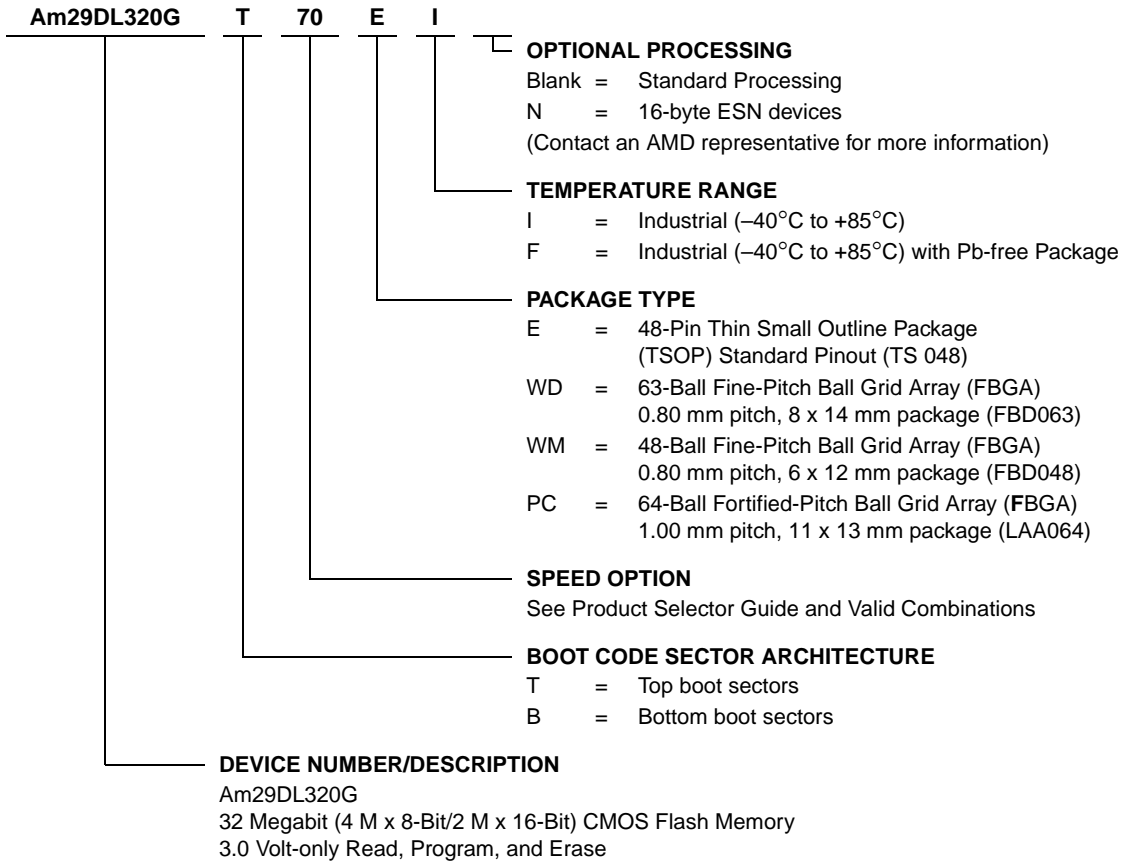 Am29DL320G T 70 E I
OPTIONAL PROCESSING
Blank = Standard Processing
N = 16-byte ESN devices
(Contact an AMD representative for more information)
TEMPERATURE RANGE
I = Industrial (–40°C to +85°C)
F = Industrial (–40°C to +85°C) with Pb-free Package
PACKAGE TYPE
E = 48-Pin Thin Small Outline Package
(TSOP) Standard Pinout (TS 048)
WD = 63-Ball Fine-Pitch Ball Grid Array (FBGA)
0.80 mm pitch, 8 x 14 mm package (FBD063)
WM = 48-Ball Fine-Pitch Ball Grid Array (FBGA)
0.80 mm pitch, 6 x 12 mm package (FBD048)
PC = 64-Ball Fortified-Pitch Ball Grid Array (FBGA)
1.00 mm pitch, 11 x 13 mm package (LAA064)
SPEED OPTION
See Product Selector Guide and Valid Combinations
BOOT CODE SECTOR ARCHITECTURE
T = Top boot sectors
B = Bottom boot sectors
DEVICE NUMBER/DESCRIPTION
Am29DL320G
32 Megabit (4 M x 8-Bit/2 M x 16-Bit) CMOS Flash Memory
3.0 Volt-only Read, Program, and Erase